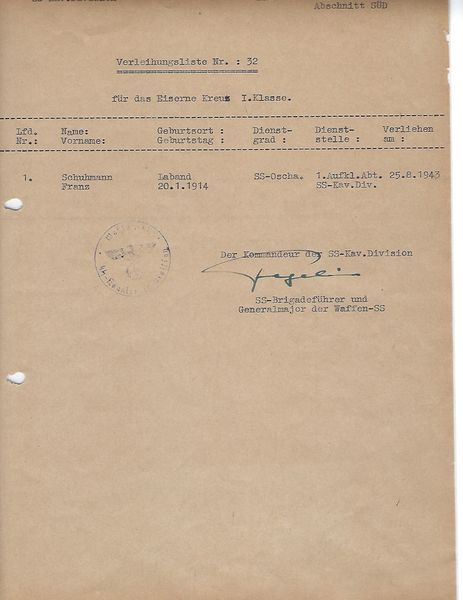 Abschnitt SÜD
Verleihungsliste Nr. : 32
für das Eiserne Kreuz I.Klasse.
Lfd. Name: Geburtsort : Dienst- Dienst- Verliehen
Nr.: Vorname: Geburtstag : grad : stelle : am :
1. Schuhmann Laband SS-Oscha. 1.Aufkl.Abt. 25.8.1943
Franz 20.1.1914 SS-Kav.Div.
Der Kommandeur der SS-Kav.Division
SS-Brigadeführer und
Generalmajor der Waffen-SS